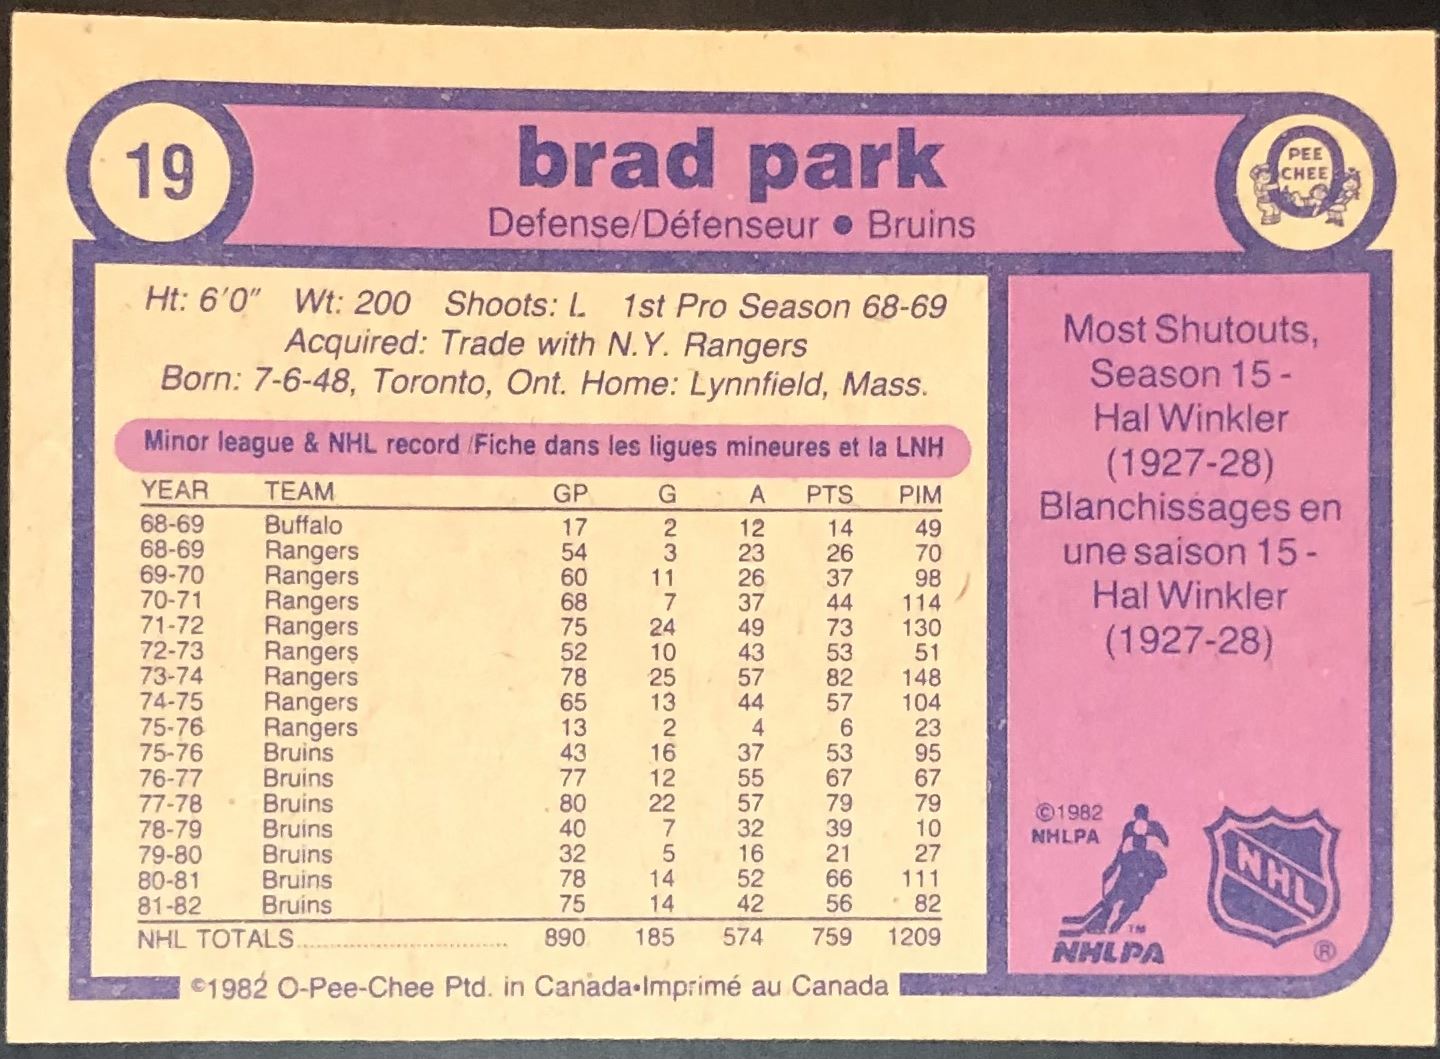 19
brad park
PEE
CHEE
Defense/Défenseur ● Bruins
Ht: 6'0" Wt: 200 Shoots: L 1st Pro Season 68-69
Acquired: Trade with N.Y. Rangers
Born: 7-6-48, Toronto, Ont. Home: Lynnfield, Mass.
Minor league & NHL record/Fiche dans les ligues mineures et la LNH
YEAR TEAM GP G A PTS PIM
68-69 Buffalo 17 2 12 14 49
68-69 Rangers 54 3 23 26 70
69-70 Rangers 60 11 26 37 98
70-71 Rangers 68 7 37 44 114
71-72 Rangers 75 24 49 73 130
72-73 Rangers 52 10 43 53 51
73-74 Rangers 78 25 57 82 148
74-75 Rangers 65 13 44 57 104
75-76 Rangers 13 2 4 6 23
75-76 Bruins 43 16 37 53 95
76-77 Bruins 77 12 55 67 67
77-78 Bruins 80 22 57 79 79
78-79 Bruins 40 7 32 39 10
79-80 Bruins 32 5 16 21 27
80-81 Bruins 78 14 52 66 111
81-82 Bruins 75 14 42 56 82
NHL TOTALS 890 185 574 759 1209
©1982 O-Pee-Chee Ptd. in Canada•Imprimé au Canada
Most Shutouts,
Season 15 -
Hal Winkler
(1927-28)
Blanchissages en
une saison 15 -
Hal Winkler
(1927-28)
©1982
NHLPA
TM
NHLPA
NHL
®